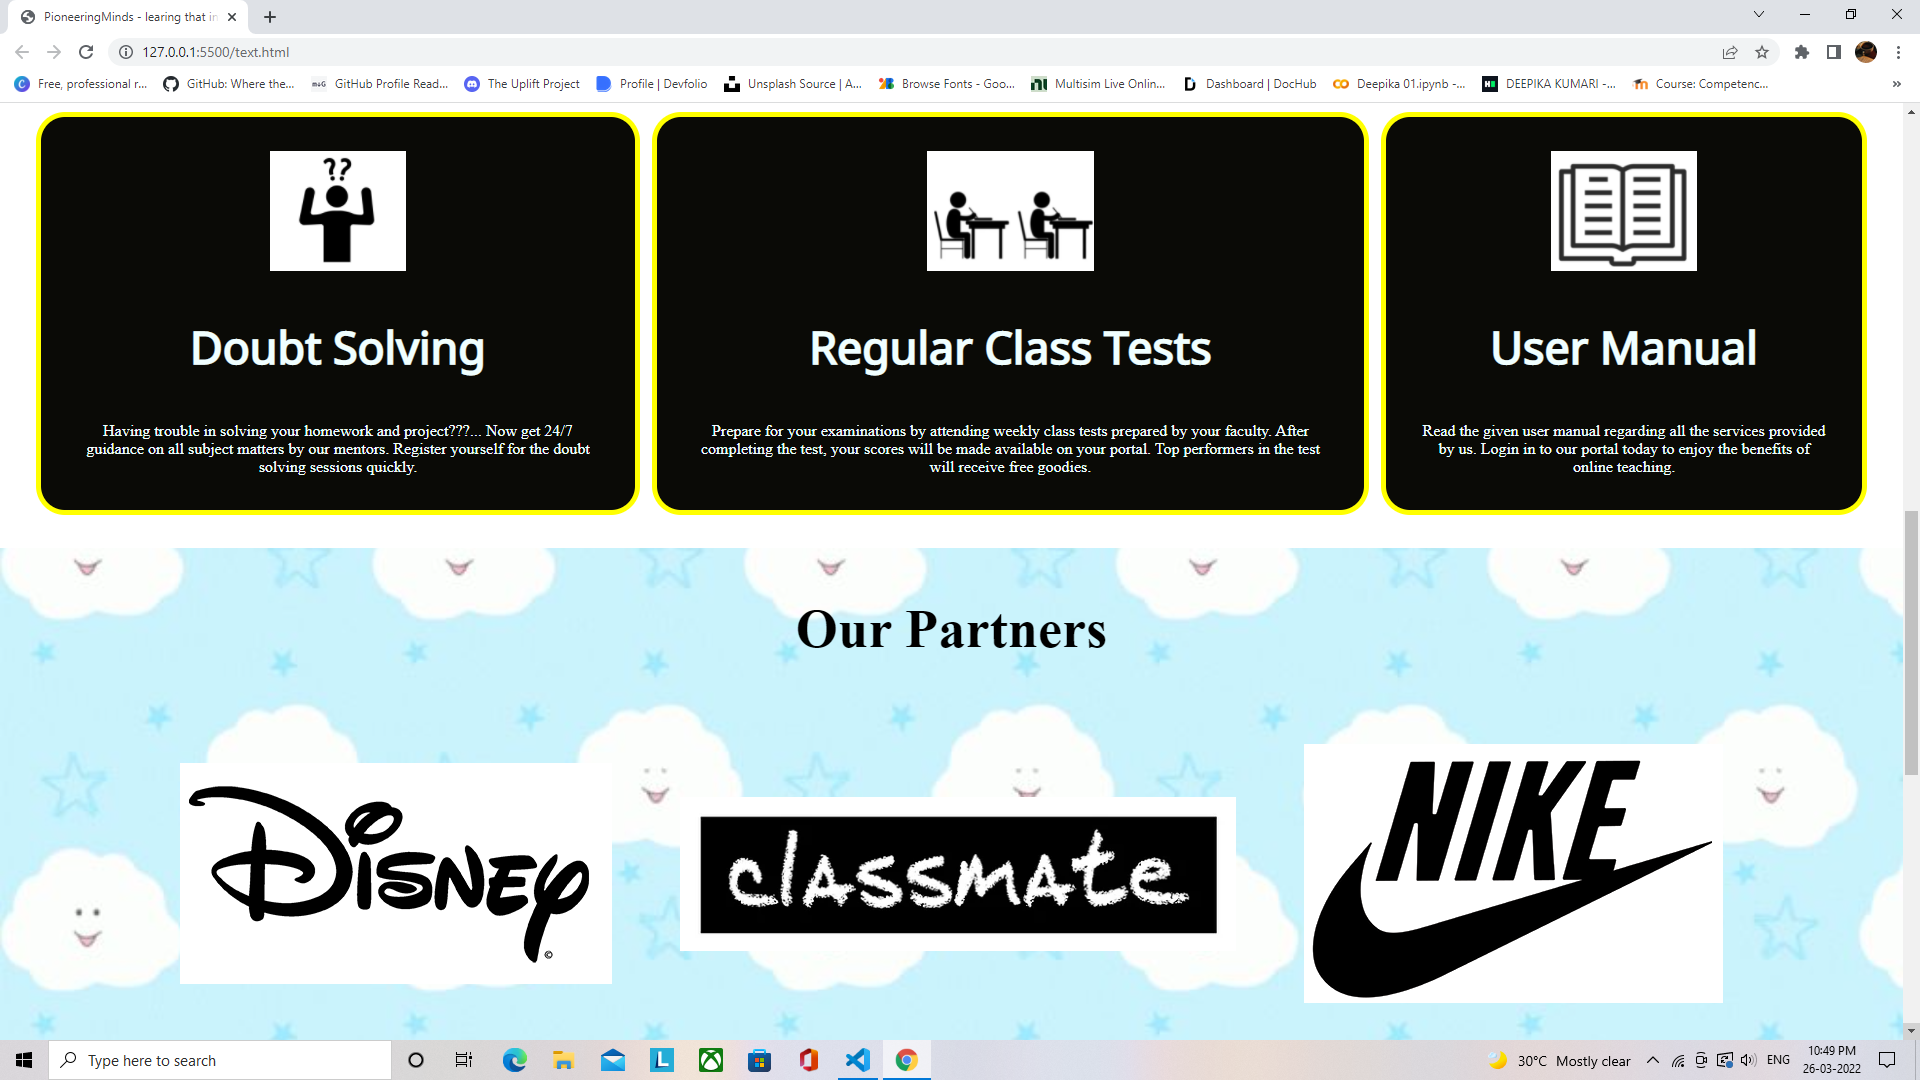 PioneeringMinds - learing that in
127.0.0.1:5500/text.html
Free, professional r...
GitHub: Where the...
GitHub Profile Read...
The Uplift Project
Profile | Devfolio
Unsplash Source | A...
Browse Fonts - Goo...
Multisim Live Online...
Dashboard | DocHub
Deepika 01.ipynb -...
DEEPIKA KUMARI -...
Course: Competenc...
??
Doubt Solving
Having trouble in solving your homework and project???... Now get 24/7
guidance on all subject matters by our mentors. Register yourself for the doubt
solving sessions quickly.
Regular Class Tests
Prepare for your examinations by attending weekly class tests prepared by your faculty. After
completing the test, your scores will be made available on your portal. Top performers in the test
will receive free goodies.
User Manual
Read the given user manual regarding all the services provided
by us. Login in to our portal today to enjoy the benefits of
online teaching.
Our Partners
Disney
©
classmate
NIKE
Type here to search
30°C Mostly clear
ENG
10:49 PM
26-03-2022